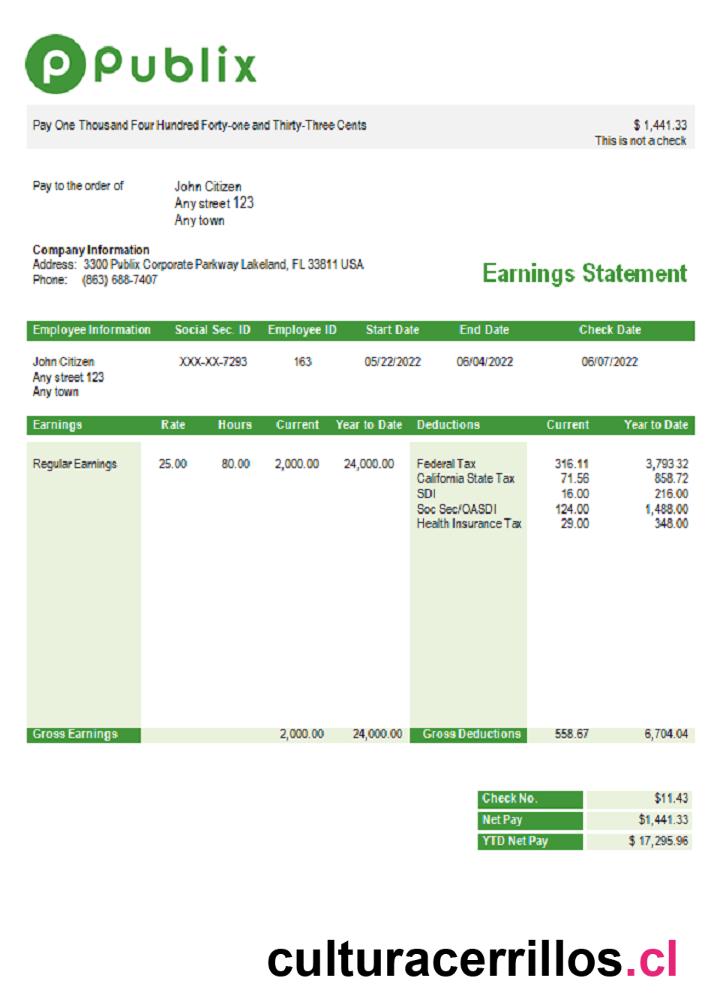 P Publix
Pay One Thousand Four Hundred Forty-one and Thirty-Three Cents $ 1,441.33
This is not a check
Pay to the order of John Citizen
Any street 123
Any town
Company Information
Address: 3300 Publix Corporate Parkway Lakeland, FL 33811 USA
Phone: (863) 688-7407
Earnings Statement
Employee Information Social Sec. ID Employee ID Start Date End Date Check Date
John Citizen XXX-XX-7293 163 05/22/2022 06/04/2022 06/07/2022
Any street 123
Any town
Earnings Rate Hours Current Year to Date Deductions Current Year to Date
Regular Earnings 25.00 80.00 2,000.00 24,000.00 Federal Tax 316.11 3,793 32
California State Tax 71.56 858.72
SDI 16.00 216.00
Soc Sec/OASDI 124.00 1,488.00
Health Insurance Tax 29.00 348.00
Gross Earnings 2,000.00 24,000.00 Gross Deductions 558.67 6,704.04
Check No. $11.43
Net Pay $1,441.33
YTD Net Pay $ 17,295.96
culturacerrillos.cl